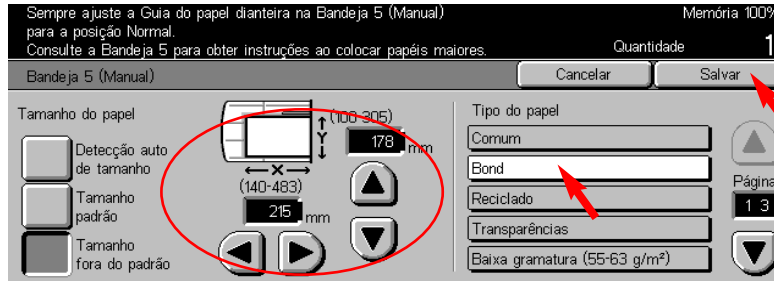 Sempre ajuste a Guia do papel dianteira na Bandeja 5 (Manual)
para a posição Normal.
Consulte a Bandeja 5 para obter instruções ao colocar papéis maiores.
Memória 100%
Quantidade 1
Bandeja 5 (Manual)
Cancelar
Salvar
Tamanho do papel
Detecção auto
de tamanho
Tamanho
padrão
Tamanho
fora do padrão
(100-305)
Y
178 mm
X
(140-483)
215 mm
Tipo do papel
Comum
Bond
Reciclado
Transparências
Baixa gramatura (55-63 g/m²)
Página
1 3